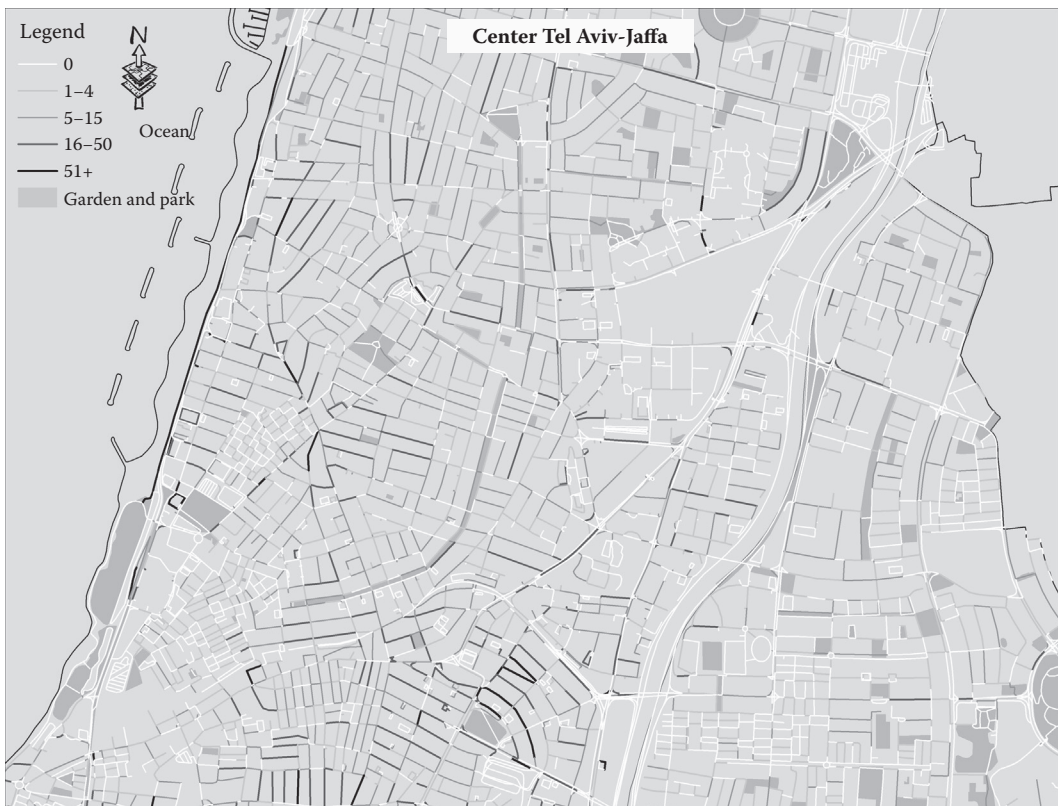 Center Tel Aviv-Jaffa
Legend
N
0
1–4
5–15
16–50
51+
Garden and park
Ocean